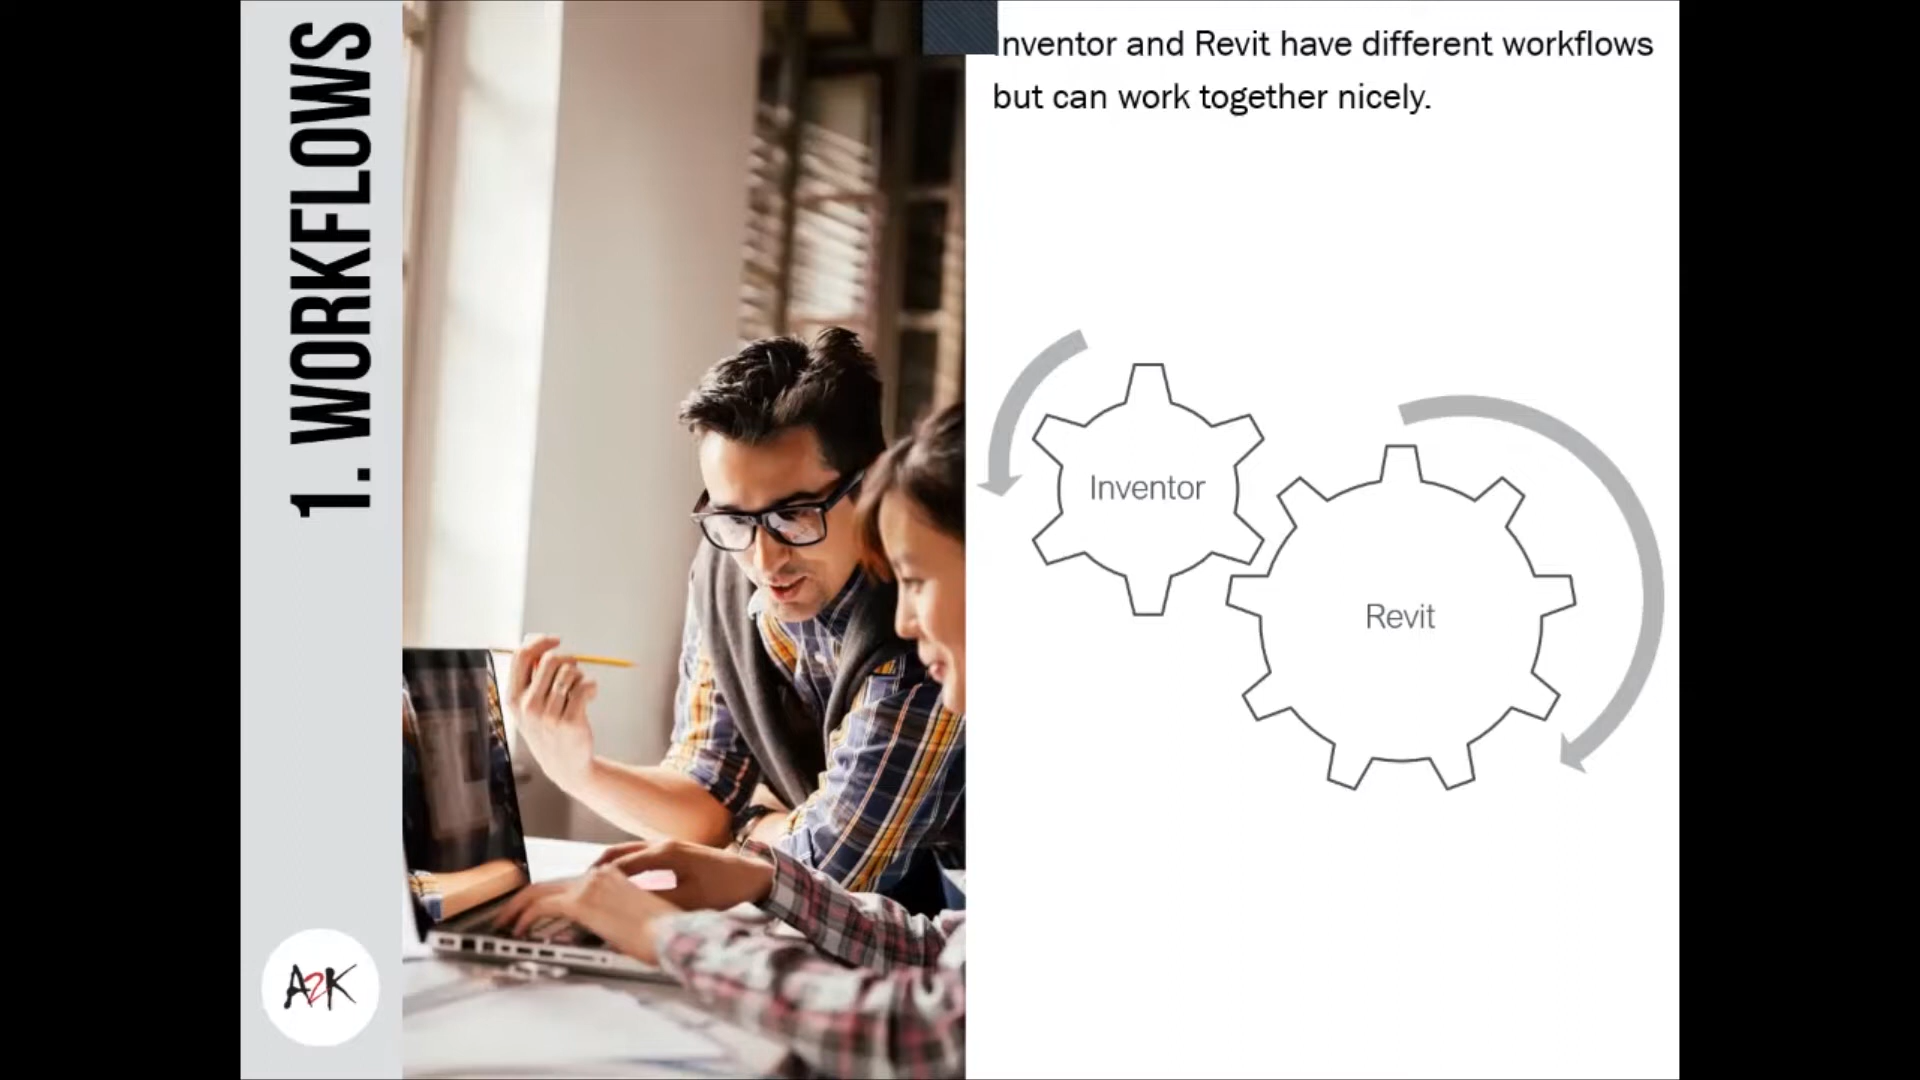 1. WORKFLOWS
Inventor and Revit have different workflows
but can work together nicely.
Inventor
Revit
A2K